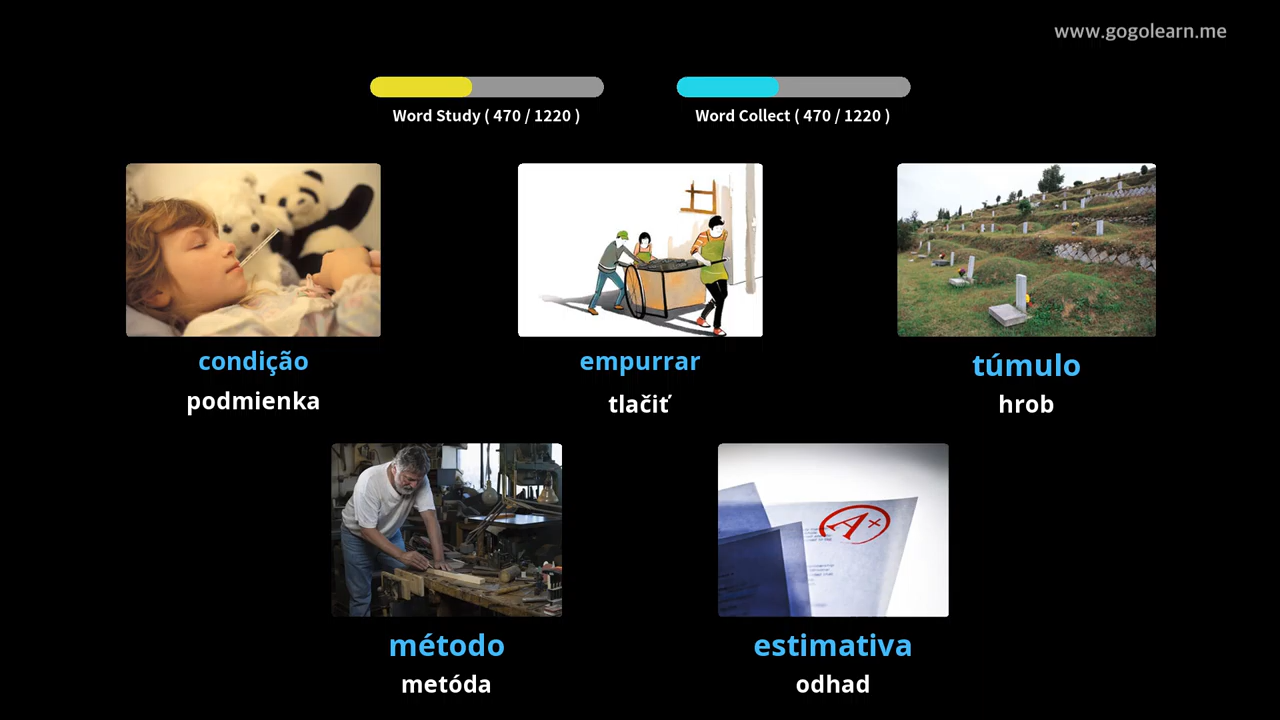 www.gogolearn.me
Word Study ( 470 / 1220 )
Word Collect ( 470 / 1220 )
condição
empurrar
túmulo
podmienka
tlačiť
hrob
A+
método
estimativa
metóda
odhad